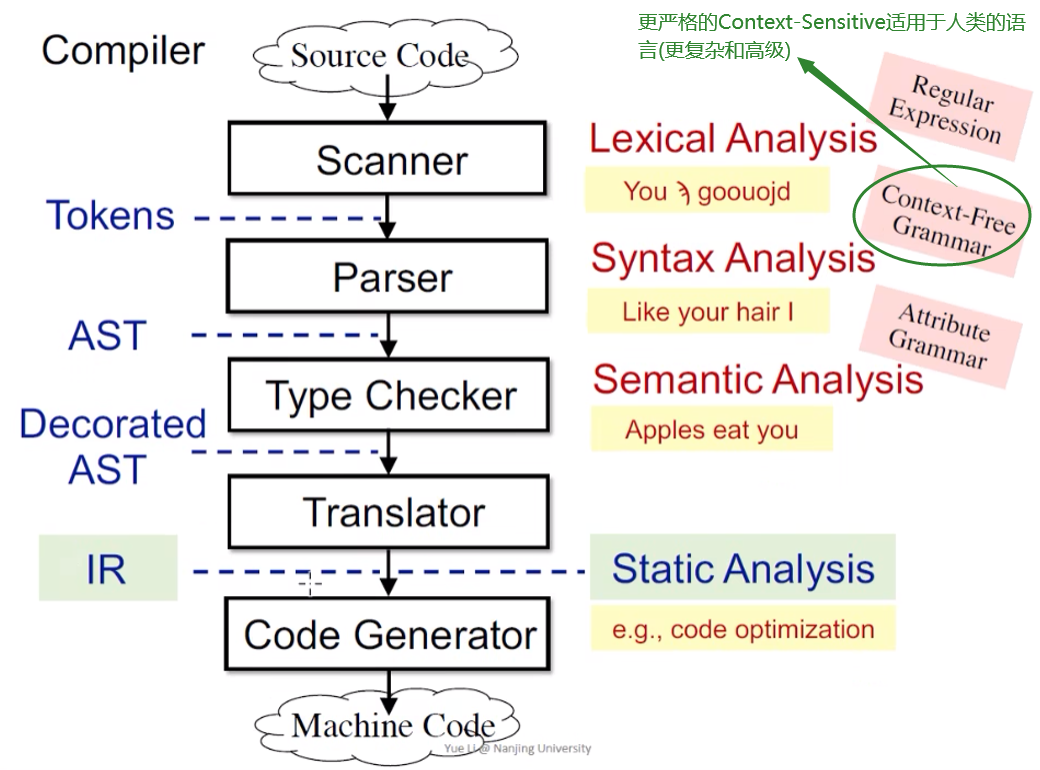 Compiler
Source Code
更严格的Context-Sensitive适用于人类的语
言(更复杂和高级)
Regular
Expression
Scanner
Lexical Analysis
You goouojd
Tokens
Context-Free
Grammar
Parser
Syntax Analysis
Like your hair I
AST
Attribute
Grammar
Type Checker
Semantic Analysis
Apples eat you
Decorated
AST
Translator
IR
Static Analysis
Code Generator
e.g., code optimization
Machine Code
Yue Li @ Nanjing University